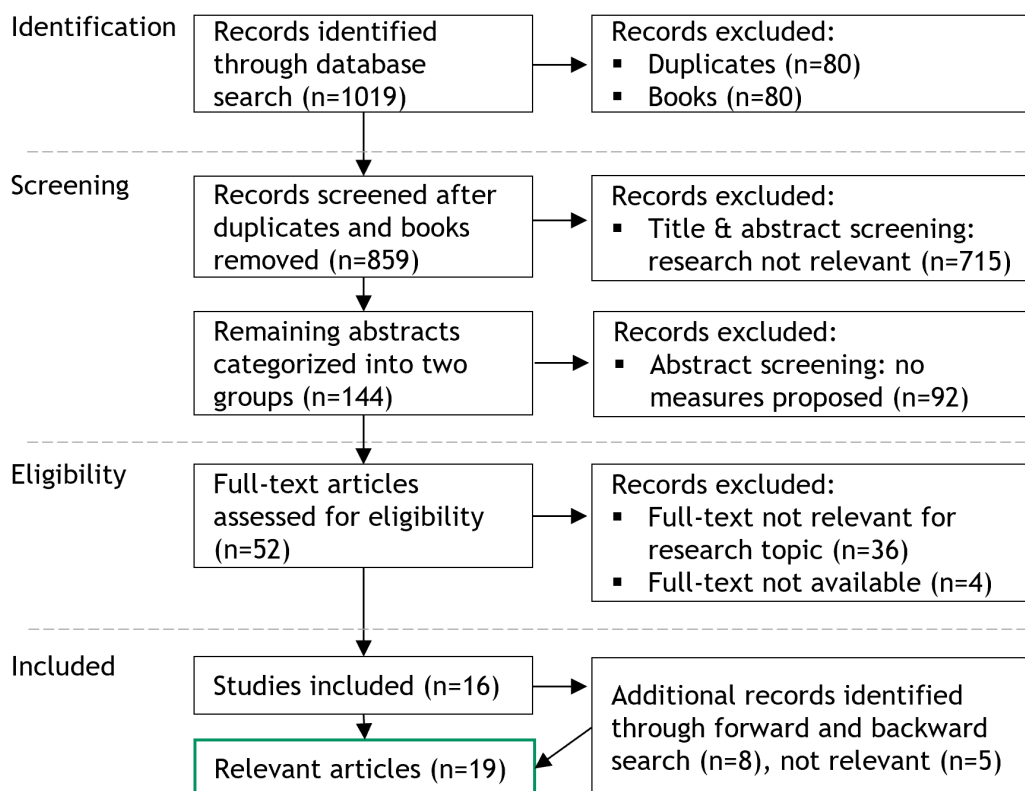 Identification
Records identified
through database
search (n=1019)
Records excluded:
▪ Duplicates (n=80)
▪ Books (n=80)
Screening
Records screened after
duplicates and books
removed (n=859)
Records excluded:
▪ Title & abstract screening:
research not relevant (n=715)
Remaining abstracts
categorized into two
groups (n=144)
Records excluded:
▪ Abstract screening: no
measures proposed (n=92)
Eligibility
Full-text articles
assessed for eligibility
(n=52)
Records excluded:
▪ Full-text not relevant for
research topic (n=36)
▪ Full-text not available (n=4)
Included
Studies included (n=16)
Additional records identified
through forward and backward
search (n=8), not relevant (n=5)
Relevant articles (n=19)